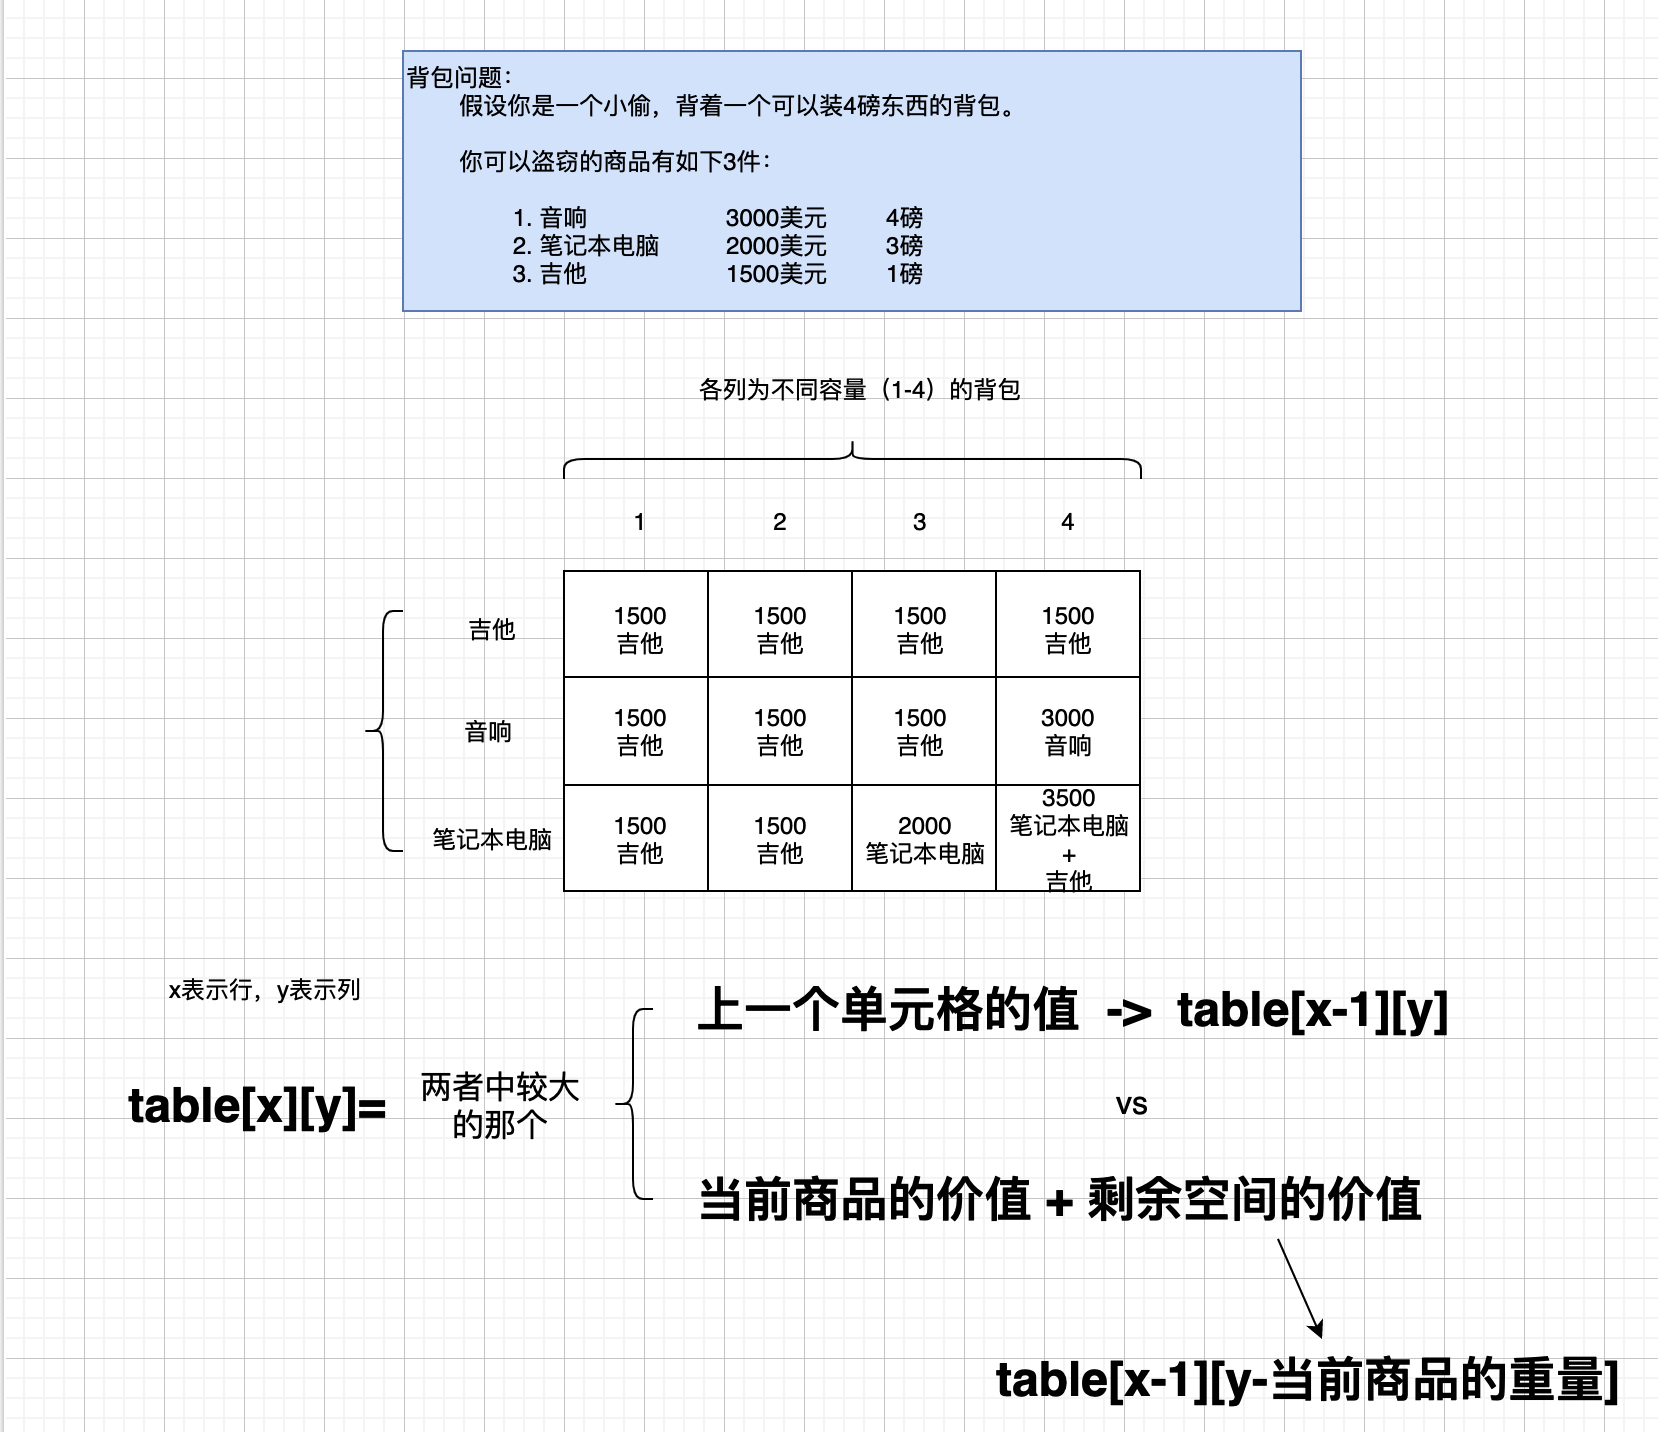 背包问题：
假设你是一个小偷，背着一个可以装4磅东西的背包。
你可以盗窃的商品有如下3件：
1. 音响 3000美元 4磅
2. 笔记本电脑 2000美元 3磅
3. 吉他 1500美元 1磅
各列为不同容量（1-4）的背包
1 2 3 4
吉他
1500 1500 1500 1500
吉他 吉他 吉他 吉他
音响
1500 1500 1500 3000
吉他 吉他 吉他 音响
笔记本电脑
1500
吉他
1500
吉他
2000
笔记本电脑
3500
笔记本电脑
+
吉他
x表示行，y表示列
table[x][y]=
两者中较大
的那个
上一个单元格的值 -> table[x-1][y]
vs
当前商品的价值 + 剩余空间的价值
table[x-1][y-当前商品的重量]